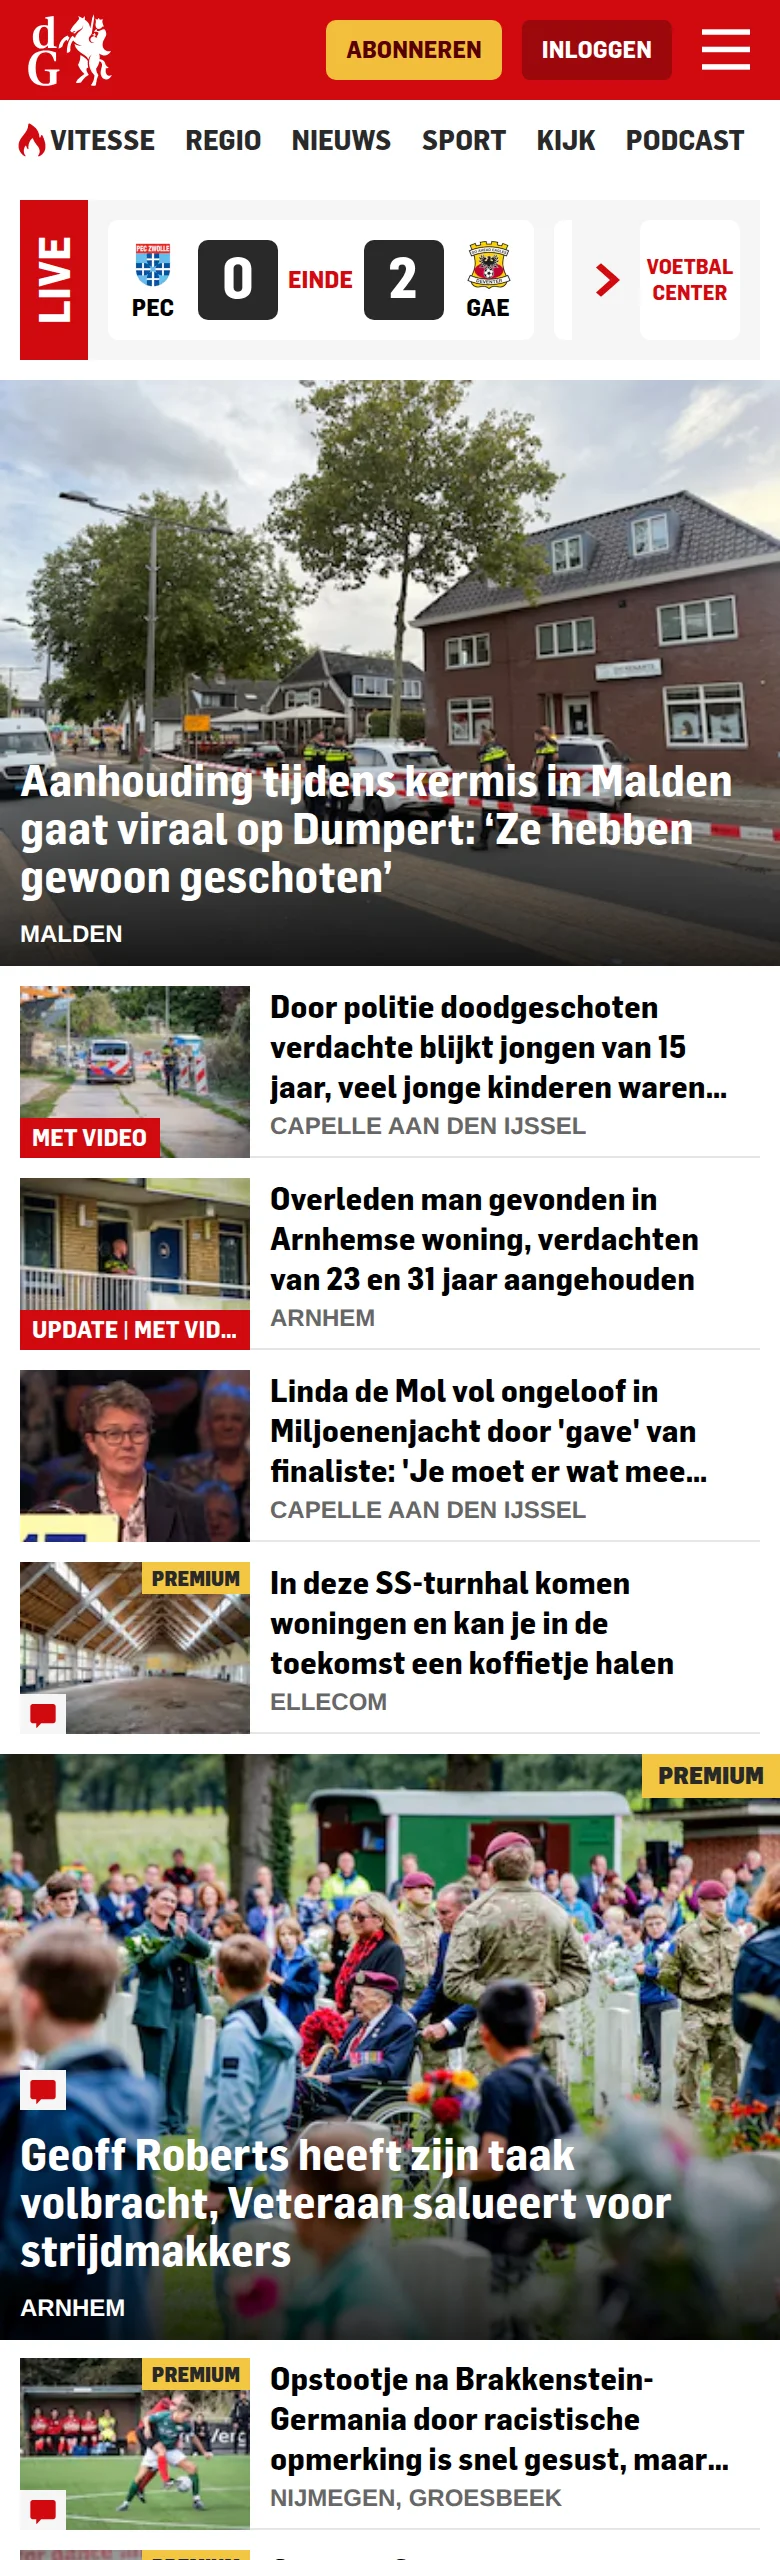 dG
ABONNEREN
INLOGGEN
VITESSE
REGIO
NIEUWS
SPORT
KIJK
PODCAST
LIVE
PEC ZWOLLE
PEC
0
EINDE
2
GAE
VOETBAL
CENTER
Aanhouding tijdens kermis in Malden
gaat viraal op Dumpert: ‘Ze hebben
gewoon geschoten’
MALDEN
MET VIDEO
Door politie doodgeschoten
verdachte blijkt jongen van 15
jaar, veel jonge kinderen waren...
CAPELLE AAN DEN IJSSEL
UPDATE | MET VID...
Overleden man gevonden in
Arnhemse woning, verdachten
van 23 en 31 jaar aangehouden
ARNHEM
Linda de Mol vol ongeloof in
Miljoenenjacht door 'gave' van
finaliste: 'Je moet er wat mee...
CAPELLE AAN DEN IJSSEL
PREMIUM
In deze SS-turnhal komen
woningen en kan je in de
toekomst een koffietje halen
ELLECOM
PREMIUM
Geoff Roberts heeft zijn taak
volbracht, Veteraan salueert voor
strijdmakkers
ARNHEM
PREMIUM
Opstootje na Brakkenstein-
Germania door racistische
opmerking is snel gesust, maar...
NIJMEGEN, GROESBEEK